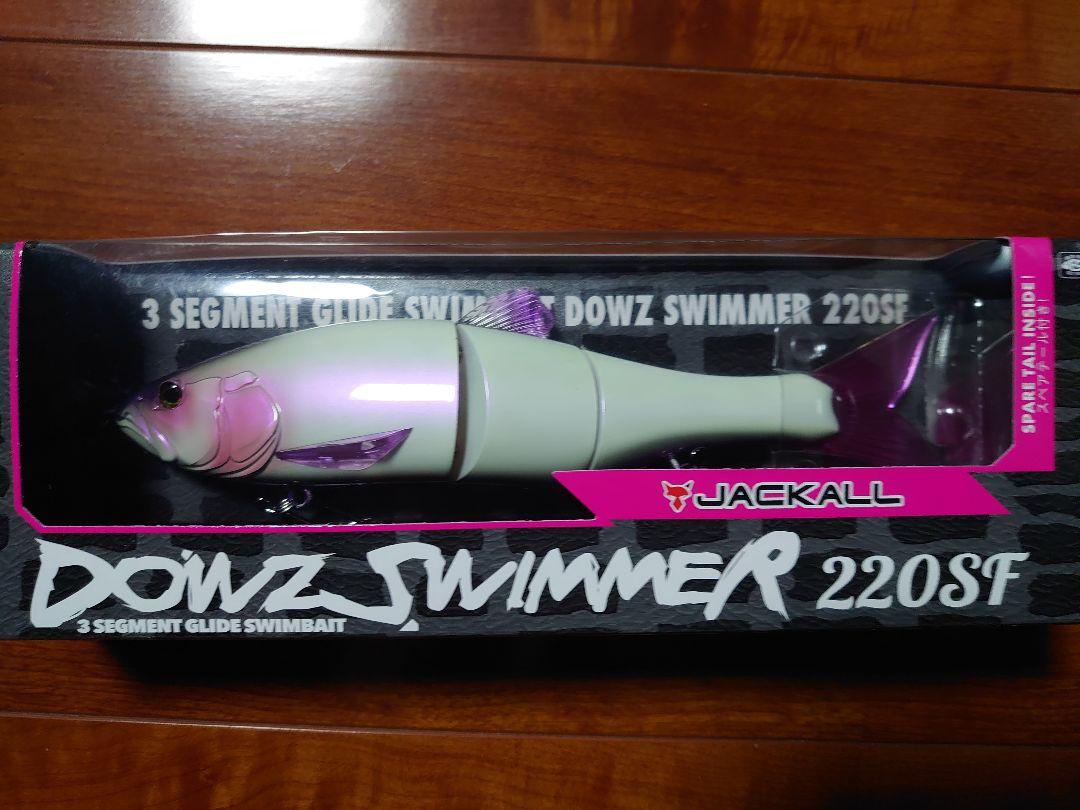 3 SEGMENT GLIDE SWIMBAIT DOWZ SWIMMER 220SF
SPARE TAIL INSIDE!
スペアテール付き!
JACKALL
DOWZ SWIMMER 220SF
3 SEGMENT GLIDE SWIMBAIT